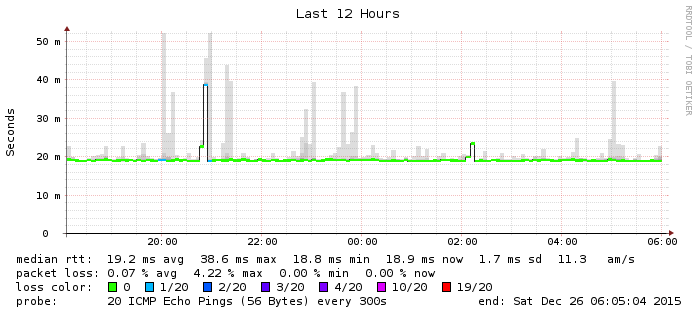 Last 12 Hours
RRDTOOL / TOBI OETIKER
Seconds
50 m
40 m
30 m
20 m
10 m
0
20:00 22:00 00:00 02:00 04:00 06:00
median rtt: 19.2 ms avg 38.6 ms max 18.8 ms min 18.9 ms now 1.7 ms sd 11.3 am/s
packet loss: 0.07 % avg 4.22 % max 0.00 % min 0.00 % now
loss color: 0 1/20 2/20 3/20 4/20 10/20 19/20
probe: 20 ICMP Echo Pings (56 Bytes) every 300s end: Sat Dec 26 06:05:04 2015